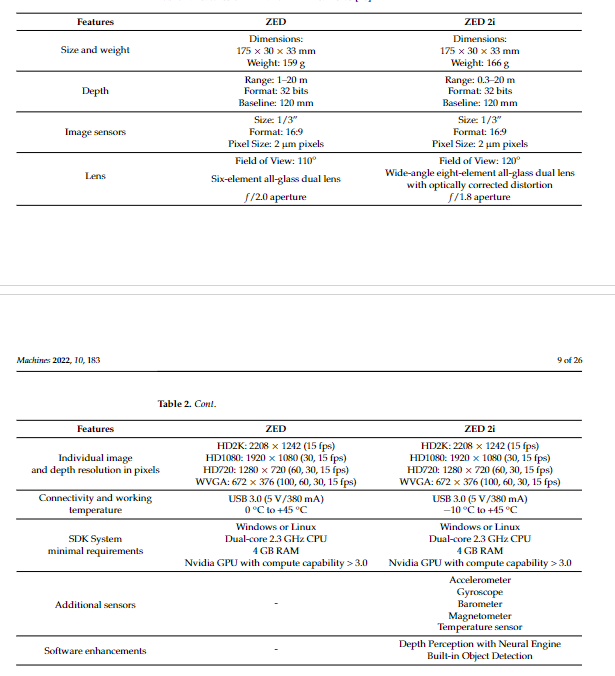 Features ZED ZED 2i
Size and weight
Dimensions:
175 × 30 × 33 mm
Weight: 159 g
Dimensions:
175 × 30 × 33 mm
Weight: 166 g
Depth
Range: 1–20 m
Format: 32 bits
Baseline: 120 mm
Range: 0.3–20 m
Format: 32 bits
Baseline: 120 mm
Image sensors
Size: 1/3″
Format: 16:9
Pixel Size: 2 µm pixels
Size: 1/3″
Format: 16:9
Pixel Size: 2 µm pixels
Lens
Field of View: 110°
Six-element all-glass dual lens
f/2.0 aperture
Field of View: 120°
Wide-angle eight-element all-glass dual lens
with optically corrected distortion
f/1.8 aperture
Machines 2022, 10, 183 9 of 26
Table 2. Cont.
Features ZED ZED 2i
Individual image
and depth resolution in pixels
HD2K: 2208 × 1242 (15 fps)
HD1080: 1920 × 1080 (30, 15 fps)
HD720: 1280 × 720 (60, 30, 15 fps)
WVGA: 672 × 376 (100, 60, 30, 15 fps)
HD2K: 2208 × 1242 (15 fps)
HD1080: 1920 × 1080 (30, 15 fps)
HD720: 1280 × 720 (60, 30, 15 fps)
WVGA: 672 × 376 (100, 60, 30, 15 fps)
Connectivity and working
temperature
USB 3.0 (5 V/380 mA)
0 °C to +45 °C
USB 3.0 (5 V/380 mA)
−10 °C to +45 °C
SDK System
minimal requirements
Windows or Linux
Dual-core 2.3 GHz CPU
4 GB RAM
Nvidia GPU with compute capability > 3.0
Windows or Linux
Dual-core 2.3 GHz CPU
4 GB RAM
Nvidia GPU with compute capability > 3.0
Additional sensors
-
Accelerometer
Gyroscope
Barometer
Magnetometer
Temperature sensor
Software enhancements
-
Depth Perception with Neural Engine
Built-in Object Detection